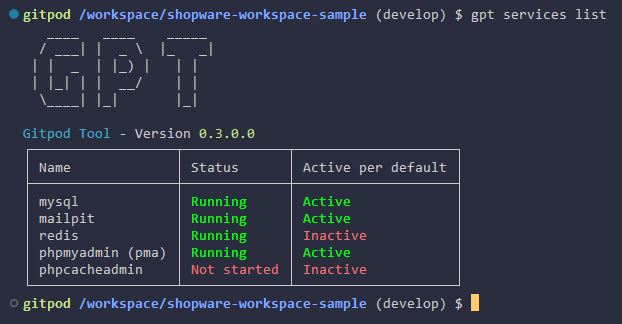 gitpod /workspace/shopware-workspace-sample (develop) $ gpt services list
GPT
Gitpod Tool - Version 0.3.0.0
Name Status Active per default
mysql Running Active
mailpit Running Active
redis Running Inactive
phpmyadmin (pma) Running Active
phpcacheadmin Not started Inactive
gitpod /workspace/shopware-workspace-sample (develop) $